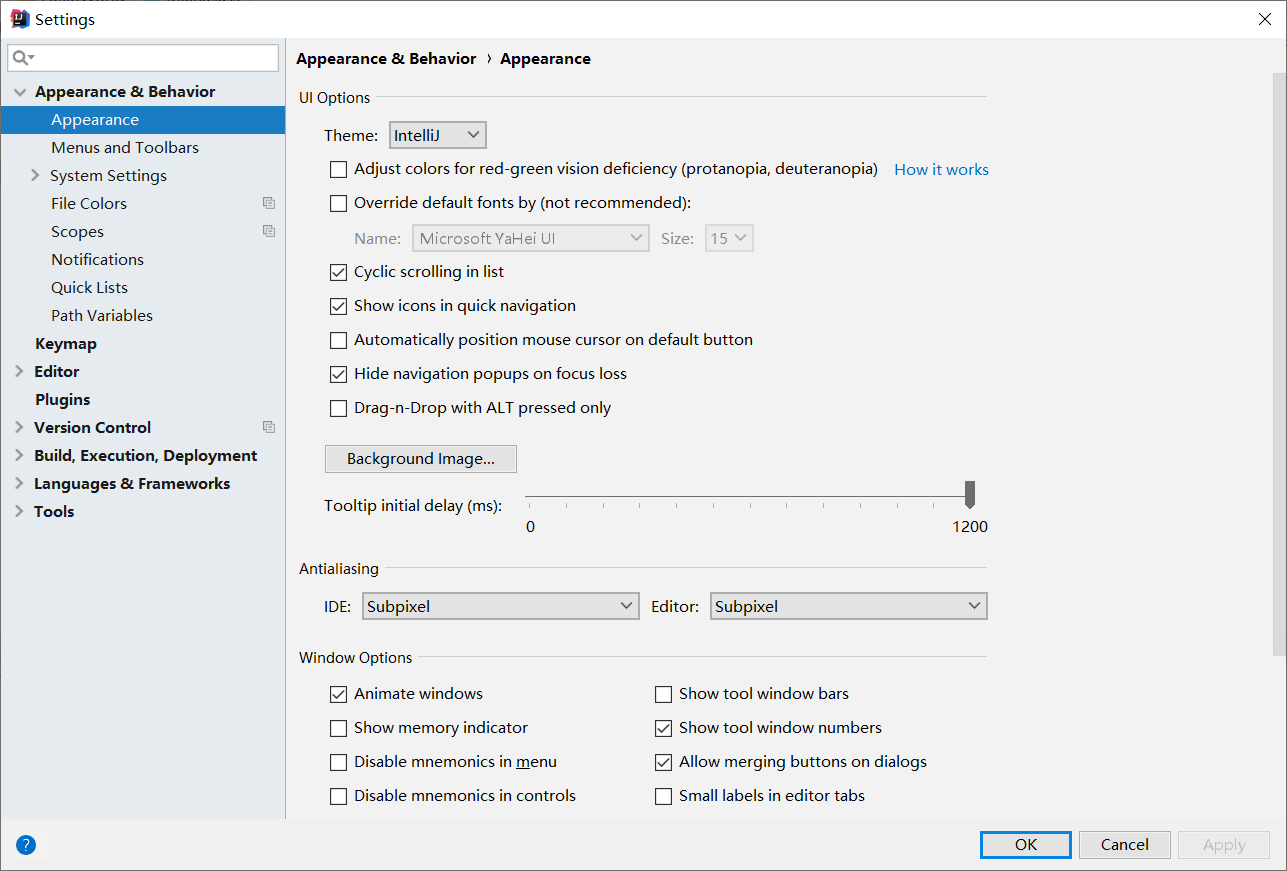 Settings
Appearance & Behavior
Appearance
Menus and Toolbars
System Settings
File Colors
Scopes
Notifications
Quick Lists
Path Variables
Keymap
Editor
Plugins
Version Control
Build, Execution, Deployment
Languages & Frameworks
Tools
Appearance & Behavior › Appearance
UI Options
Theme: IntelliJ
Adjust colors for red-green vision deficiency (protanopia, deuteranopia) How it works
Override default fonts by (not recommended):
Name: Microsoft YaHei UI Size: 15
Cyclic scrolling in list
Show icons in quick navigation
Automatically position mouse cursor on default button
Hide navigation popups on focus loss
Drag-n-Drop with ALT pressed only
Background Image...
Tooltip initial delay (ms):
0 1200
Antialiasing
IDE: Subpixel Editor: Subpixel
Window Options
Animate windows Show tool window bars
Show memory indicator Show tool window numbers
Disable mnemonics in menu Allow merging buttons on dialogs
Disable mnemonics in controls Small labels in editor tabs
? OK Cancel Apply